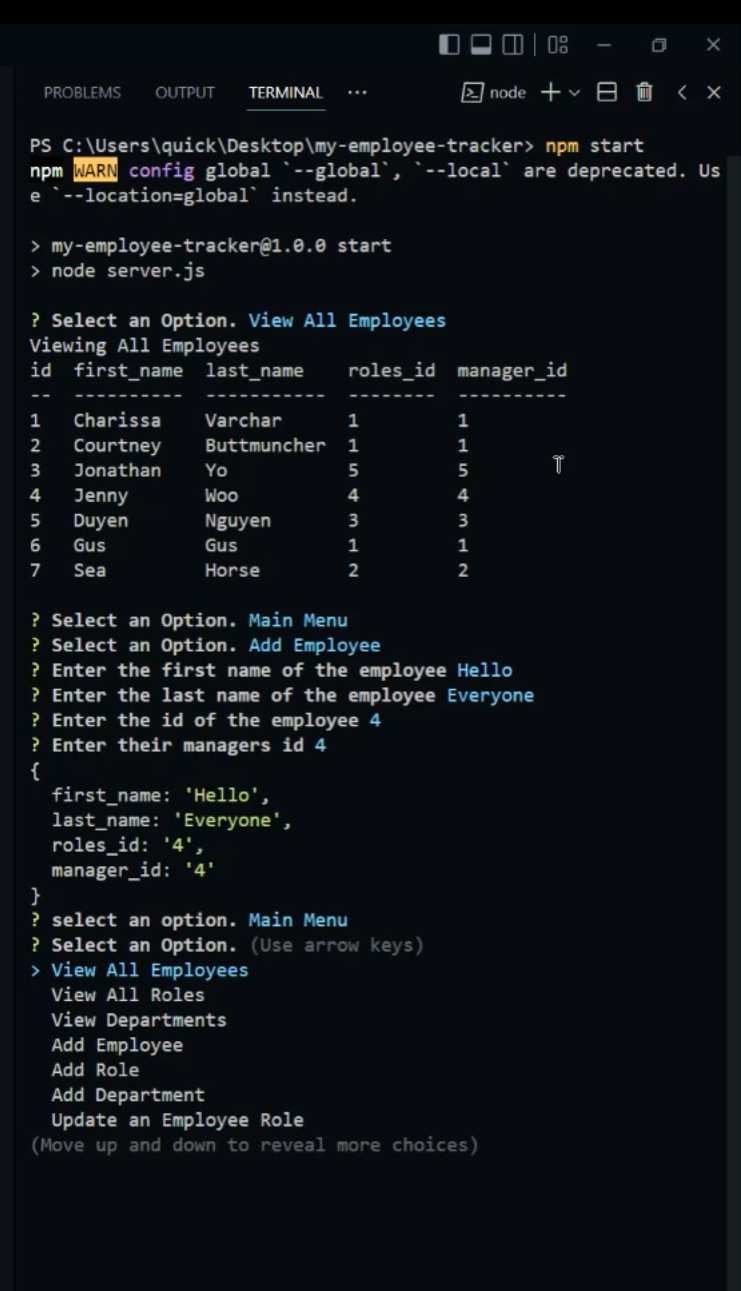 PROBLEMS OUTPUT TERMINAL ··· node
PS C:\Users\quick\Desktop\my-employee-tracker> npm start
npm WARN config global `--global`, `--local` are deprecated. Us
e `--location=global` instead.
> my-employee-tracker@1.0.0 start
> node server.js
? Select an Option. View All Employees
Viewing All Employees
id first_name last_name roles_id manager_id
-- ---------- ----------- -------- ----------
1 Charissa Varchar 1 1
2 Courtney Buttmuncher 1 1
3 Jonathan Yo 5 5
4 Jenny Woo 4 4
5 Duyen Nguyen 3 3
6 Gus Gus 1 1
7 Sea Horse 2 2
? Select an Option. Main Menu
? Select an Option. Add Employee
? Enter the first name of the employee Hello
? Enter the last name of the employee Everyone
? Enter the id of the employee 4
? Enter their managers id 4
{
first_name: 'Hello',
last_name: 'Everyone',
roles_id: '4',
manager_id: '4'
}
? select an option. Main Menu
? Select an Option. (Use arrow keys)
> View All Employees
View All Roles
View Departments
Add Employee
Add Role
Add Department
Update an Employee Role
(Move up and down to reveal more choices)